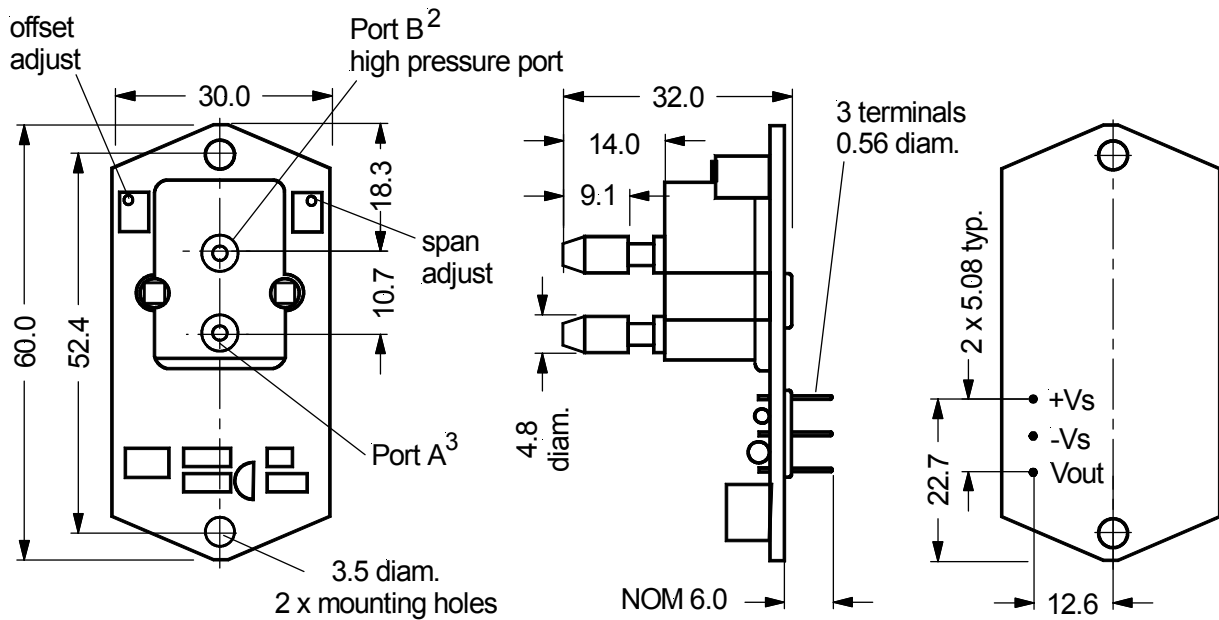 offset
adjust
Port B²
high pressure port
30.0
18.3
10.7
60.0
52.4
span
adjust
Port A³
3.5 diam.
2 x mounting holes
32.0
14.0
9.1
3 terminals
0.56 diam.
4.8
diam.
NOM 6.0
2 x 5.08 typ.
22.7
+Vs
-Vs
Vout
12.6